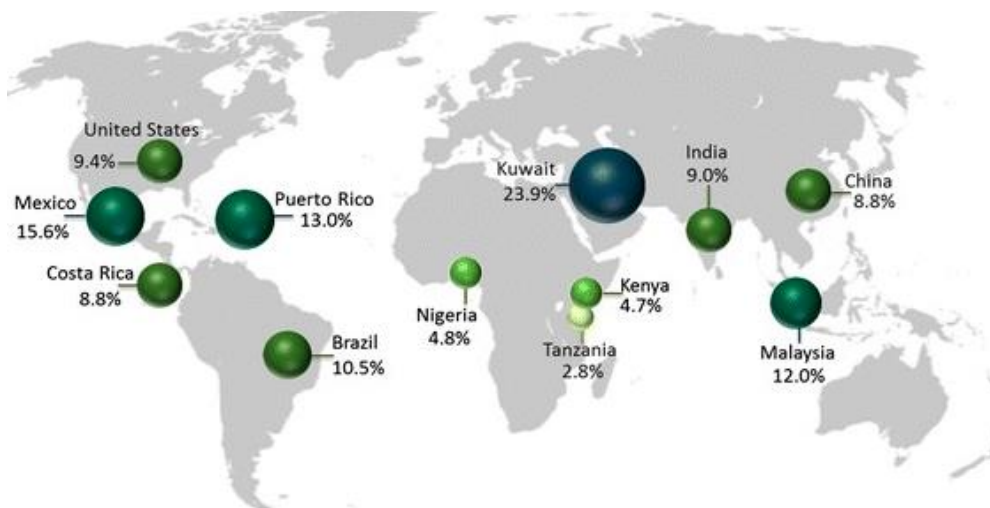 United States
9.4%
Mexico
15.6%
Puerto Rico
13.0%
Costa Rica
8.8%
Brazil
10.5%
Kuwait
23.9%
India
9.0%
China
8.8%
Nigeria
4.8%
Kenya
4.7%
Tanzania
2.8%
Malaysia
12.0%